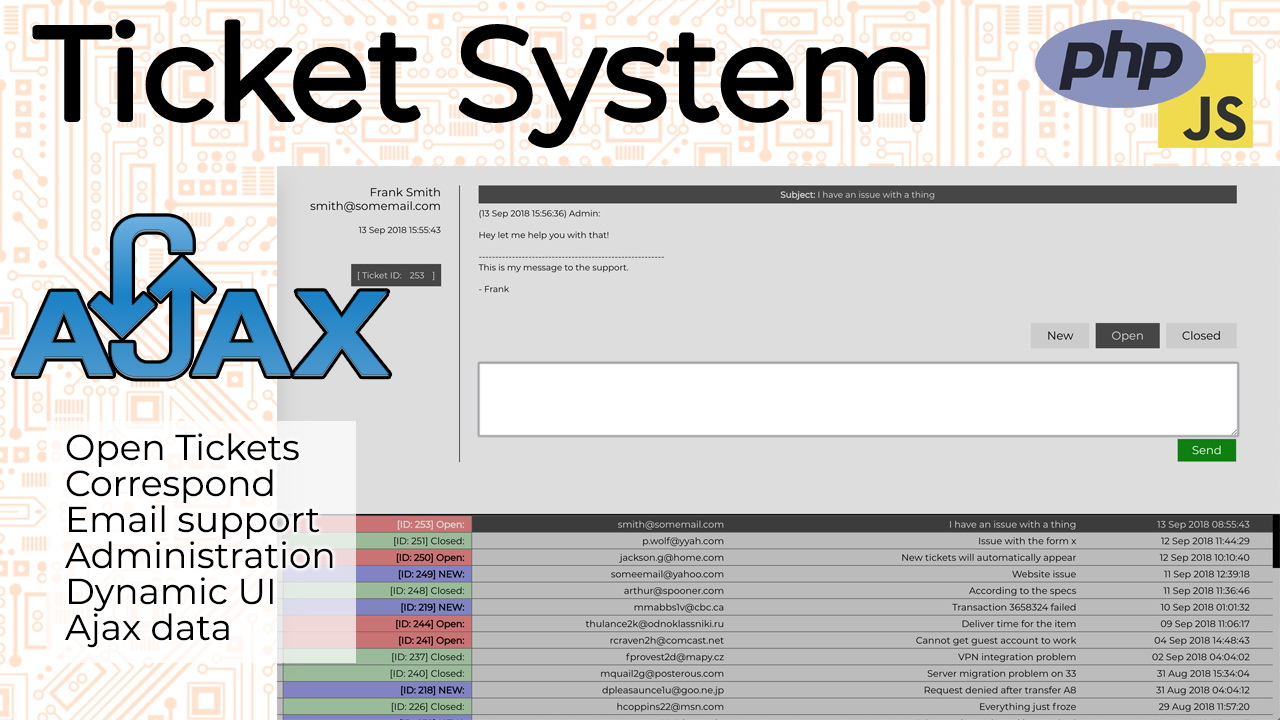 Ticket System
php
JS
Frank Smith
smith@somemail.com
13 Sep 2018 15:55:43
[ Ticket ID: 253 ]
Subject: I have an issue with a thing
(13 Sep 2018 15:56:36) Admin:
Hey let me help you with that!
--------------------------------------------------------
This is my message to the support.
- Frank
New Open Closed
Send
AJAX
Open Tickets
Correspond
Email support
Administration
Dynamic UI
Ajax data
[ID: 253] Open: smith@somemail.com I have an issue with a thing 13 Sep 2018 08:55:43
[ID: 251] Closed: p.wolf@yyah.com Issue with the form x 12 Sep 2018 11:44:29
[ID: 250] Open: jackson.g@home.com New tickets will automatically appear 12 Sep 2018 10:10:40
[ID: 249] NEW: someemail@yahoo.com Website issue 11 Sep 2018 12:39:18
[ID: 248] Closed: arthur@spooner.com According to the specs 11 Sep 2018 11:36:46
[ID: 219] NEW: mmabbs1v@cbc.ca Transaction 3658324 failed 10 Sep 2018 01:01:32
[ID: 244] Open: thulance2k@odnoklassniki.ru Deliver time for the item 09 Sep 2018 11:06:17
[ID: 241] Open: rcraven2h@comcast.net Cannot get guest account to work 04 Sep 2018 14:48:43
[ID: 237] Closed: fprovest2d@mapy.cz VPN integration problem 02 Sep 2018 04:04:02
[ID: 240] Closed: mquail2g@posterous.com Server migration problem on 33 31 Aug 2018 15:34:04
[ID: 218] NEW: dpleasaunce1u@goo.ne.jp Request denied after transfer A8 31 Aug 2018 04:04:12
[ID: 226] Closed: hcoppins22@msn.com Everything just froze 29 Aug 2018 11:57:20